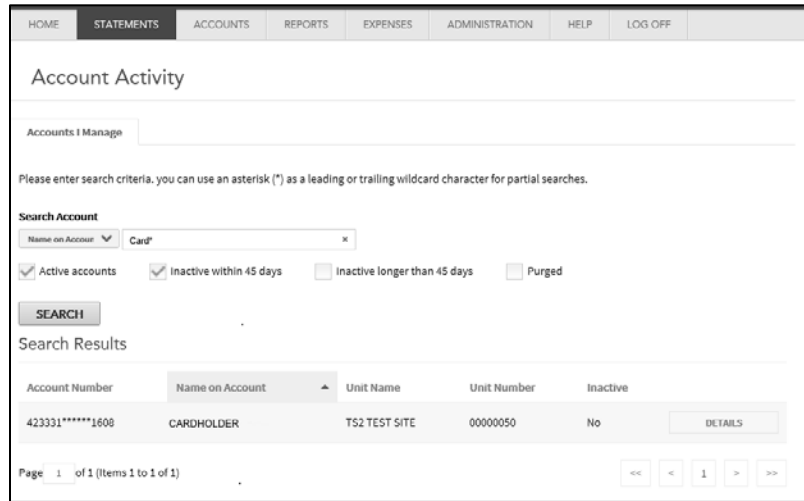 HOME STATEMENTS ACCOUNTS REPORTS EXPENSES ADMINISTRATION HELP LOG OFF
Account Activity
Accounts I Manage
Please enter search criteria. you can use an asterisk (*) as a leading or trailing wildcard character for partial searches.
Search Account
Name on Accour Card* ×
Active accounts Inactive within 45 days Inactive longer than 45 days Purged
SEARCH
Search Results
Account Number Name on Account Unit Name Unit Number Inactive
423331******1608 CARDHOLDER TS2 TEST SITE 00000050 No DETAILS
Page 1 of 1 (Items 1 to 1 of 1) << < 1 > >>